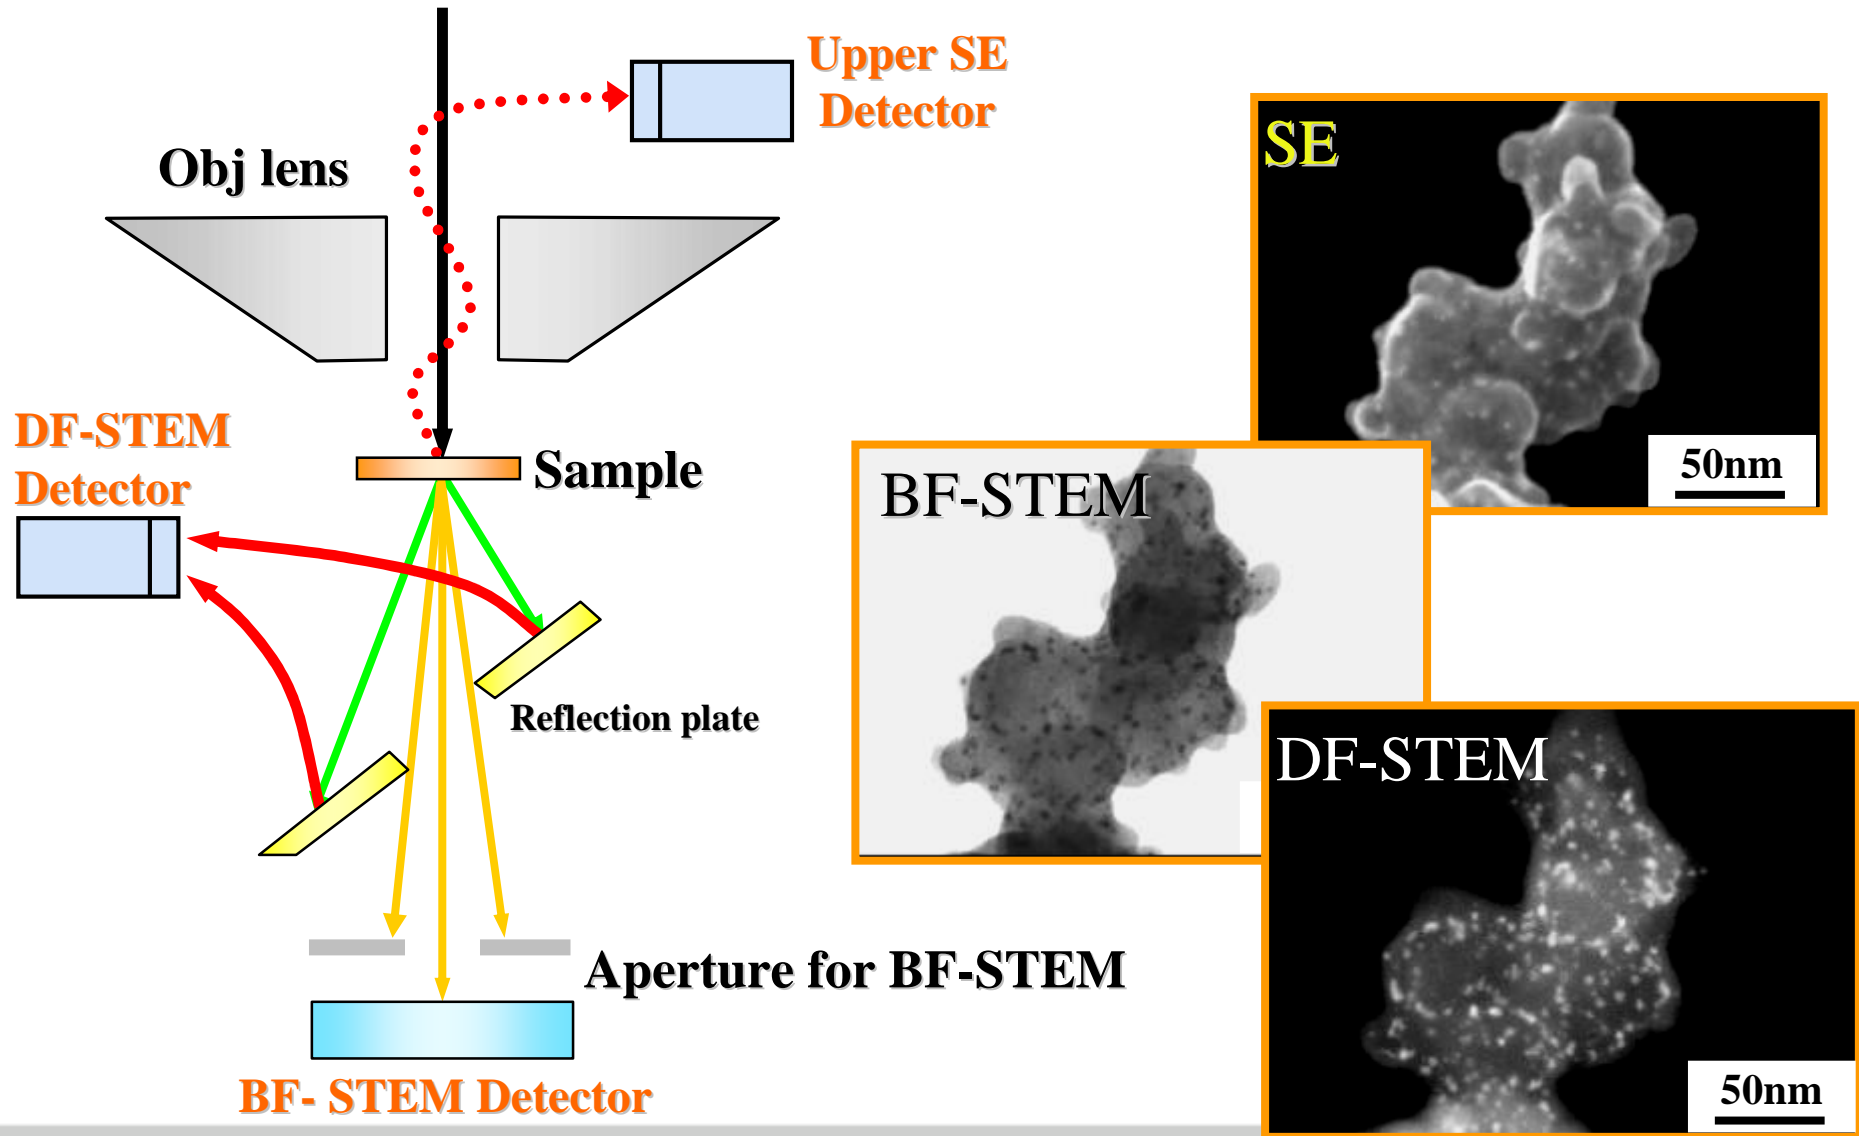 Upper SE
Detector
Obj lens
SE
50nm
DF-STEM
Detector
Sample
BF-STEM
Reflection plate
DF-STEM
Aperture for BF-STEM
50nm
BF- STEM Detector